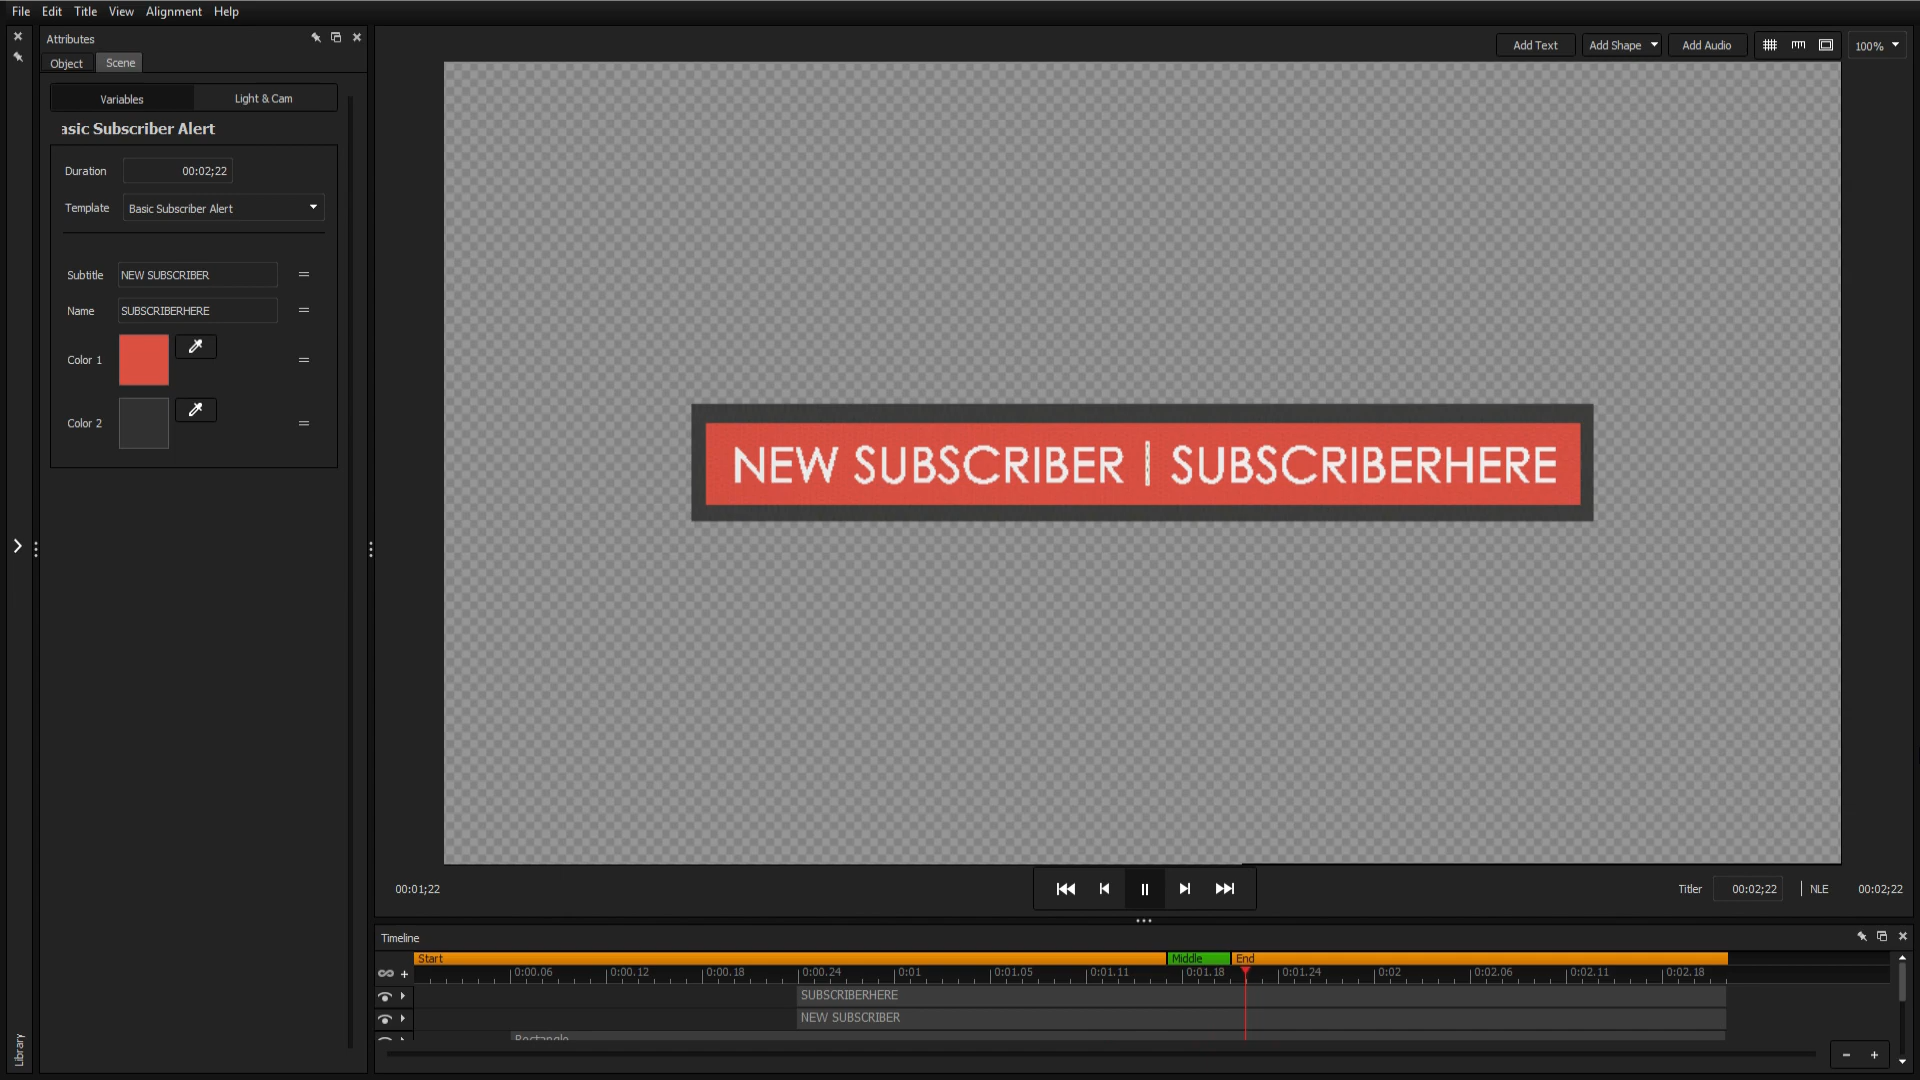 File Edit Title View Alignment Help
Attributes
Object Scene
Variables Light & Cam
asic Subscriber Alert
Duration 00:02;22
Template Basic Subscriber Alert
Subtitle NEW SUBSCRIBER
Name SUBSCRIBERHERE
Color 1
Color 2
Library
Add Text Add Shape Add Audio 100%
NEW SUBSCRIBER | SUBSCRIBERHERE
00:01;22
Titler 00:02;22 | NLE 00:02;22
Timeline
Start Middle End
0:00.06 0:00.12 0:00.18 0:00.24 0:01 0:01.05 0:01.11 0:01.18 0:01.24 0:02 0:02.06 0:02.11 0:02.18
SUBSCRIBERHERE
NEW SUBSCRIBER
Rectangle